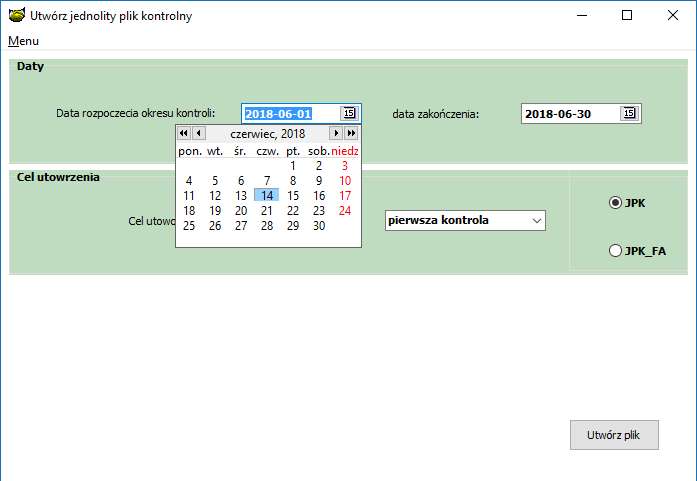 Utwórz jednolity plik kontrolny
Menu
Daty
Data rozpoczecia okresu kontroli: 2018-06-01 15 data zakończenia: 2018-06-30 15
czerwiec, 2018
pon. wt. śr. czw. pt. sob. niedz
1 2 3
4 5 6 7 8 9 10
11 12 13 14 15 16 17
18 19 20 21 22 23 24
25 26 27 28 29 30
Cel utowrzenia
Cel utowo
pierwsza kontrola
JPK
JPK_FA
Utwórz plik